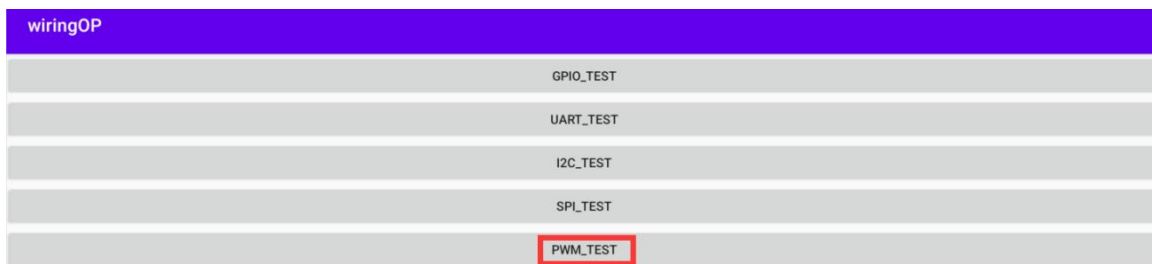 wiringOP
GPIO_TEST
UART_TEST
I2C_TEST
SPI_TEST
PWM_TEST